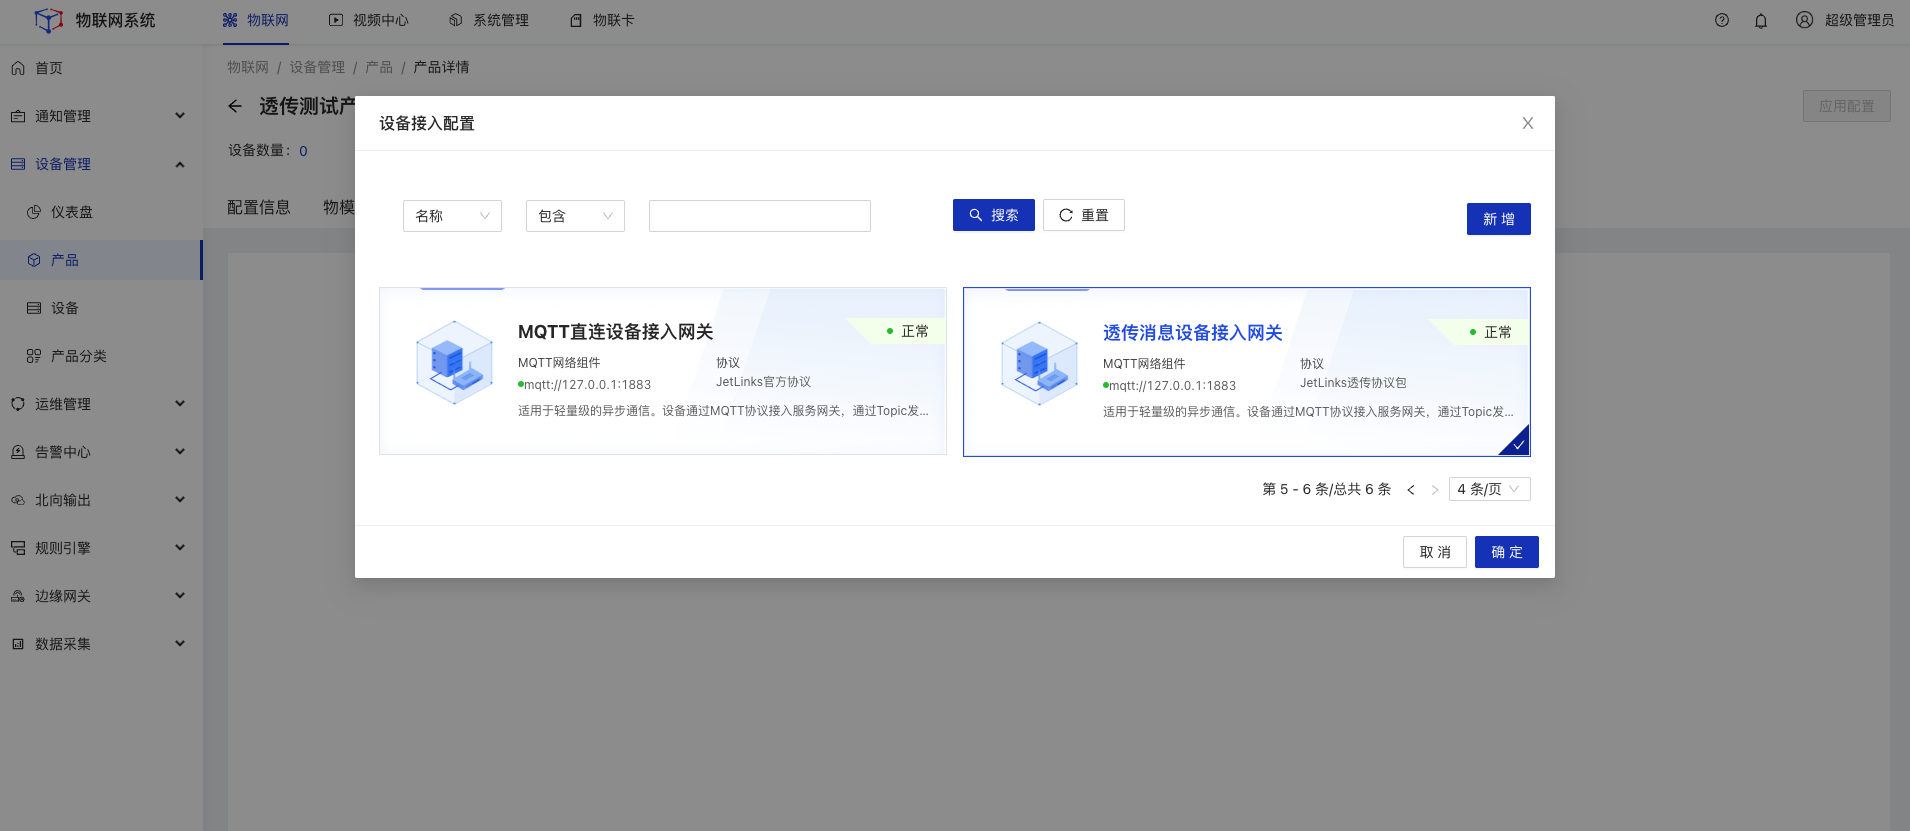 物联网系统
物联网 视频中心 系统管理 物联卡
超级管理员
首页
通知管理
设备管理
仪表盘
产品
设备
产品分类
运维管理
告警中心
北向输出
规则引擎
边缘网关
数据采集
物联网 / 设备管理 / 产品 / 产品详情
透传测试产
应用配置
设备数量： 0
配置信息 物模
设备接入配置
名称 包含 搜索 重置 新增
MQTT直连设备接入网关 正常
MQTT网络组件 协议
mqtt://127.0.0.1:1883 JetLinks官方协议
适用于轻量级的异步通信。设备通过MQTT协议接入服务网关，通过Topic发...
透传消息设备接入网关 正常
MQTT网络组件 协议
mqtt://127.0.0.1:1883 JetLinks透传协议包
适用于轻量级的异步通信。设备通过MQTT协议接入服务网关，通过Topic发...
第 5 - 6 条/总共 6 条 < > 4 条/页
取消 确定